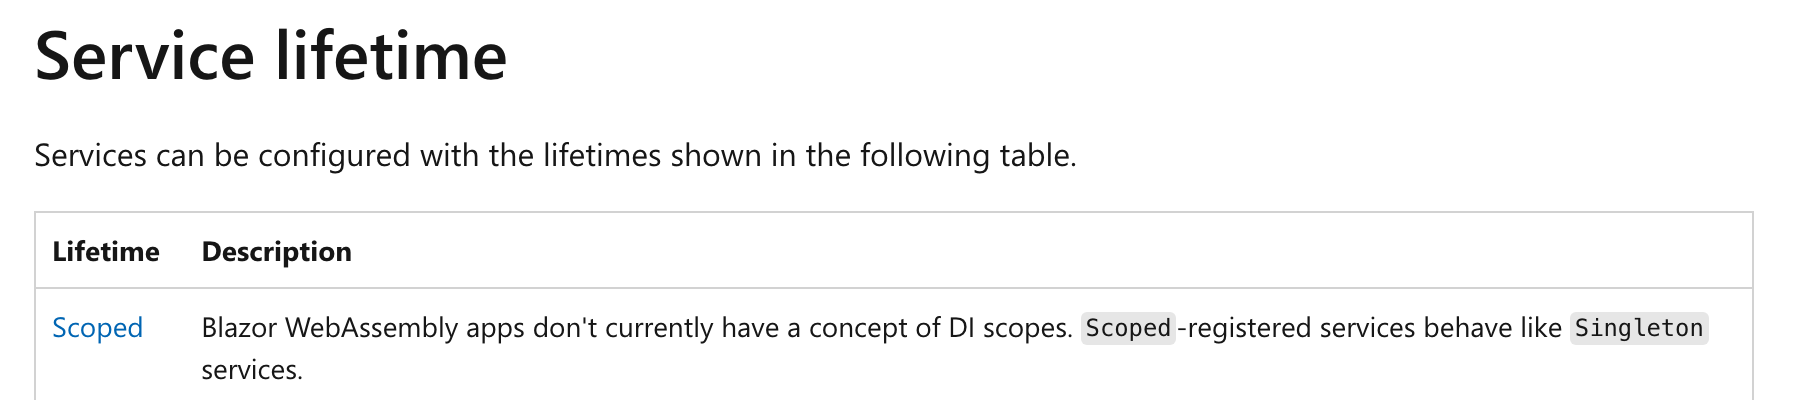 Service lifetime
Services can be configured with the lifetimes shown in the following table.
Lifetime Description
Scoped Blazor WebAssembly apps don't currently have a concept of DI scopes. Scoped-registered services behave like Singleton
services.